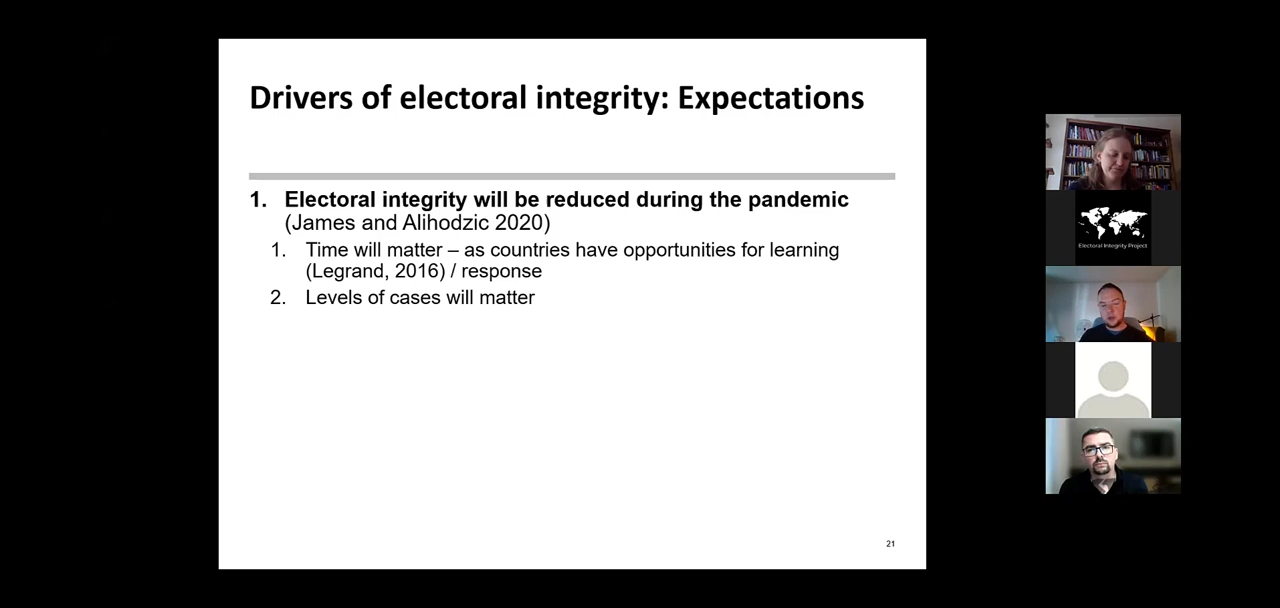 Drivers of electoral integrity: Expectations
1. Electoral integrity will be reduced during the pandemic
(James and Alihodzic 2020)
1. Time will matter – as countries have opportunities for learning
(Legrand, 2016) / response
2. Levels of cases will matter
21
Electoral Integrity Project